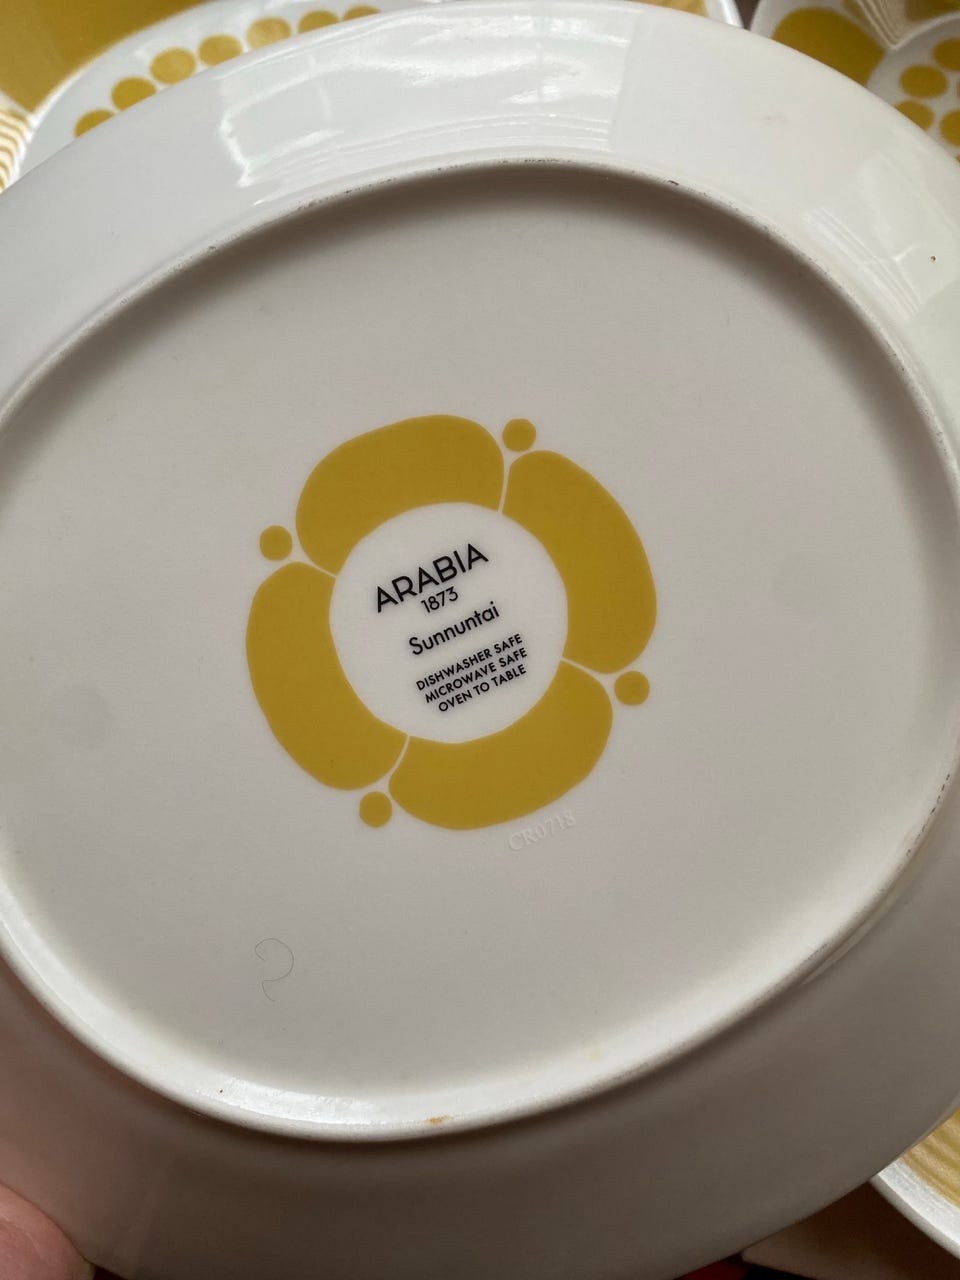 ARABIA
1873
Sunnuntai
DISHWASHER SAFE
MICROWAVE SAFE
OVEN TO TABLE
CR0718